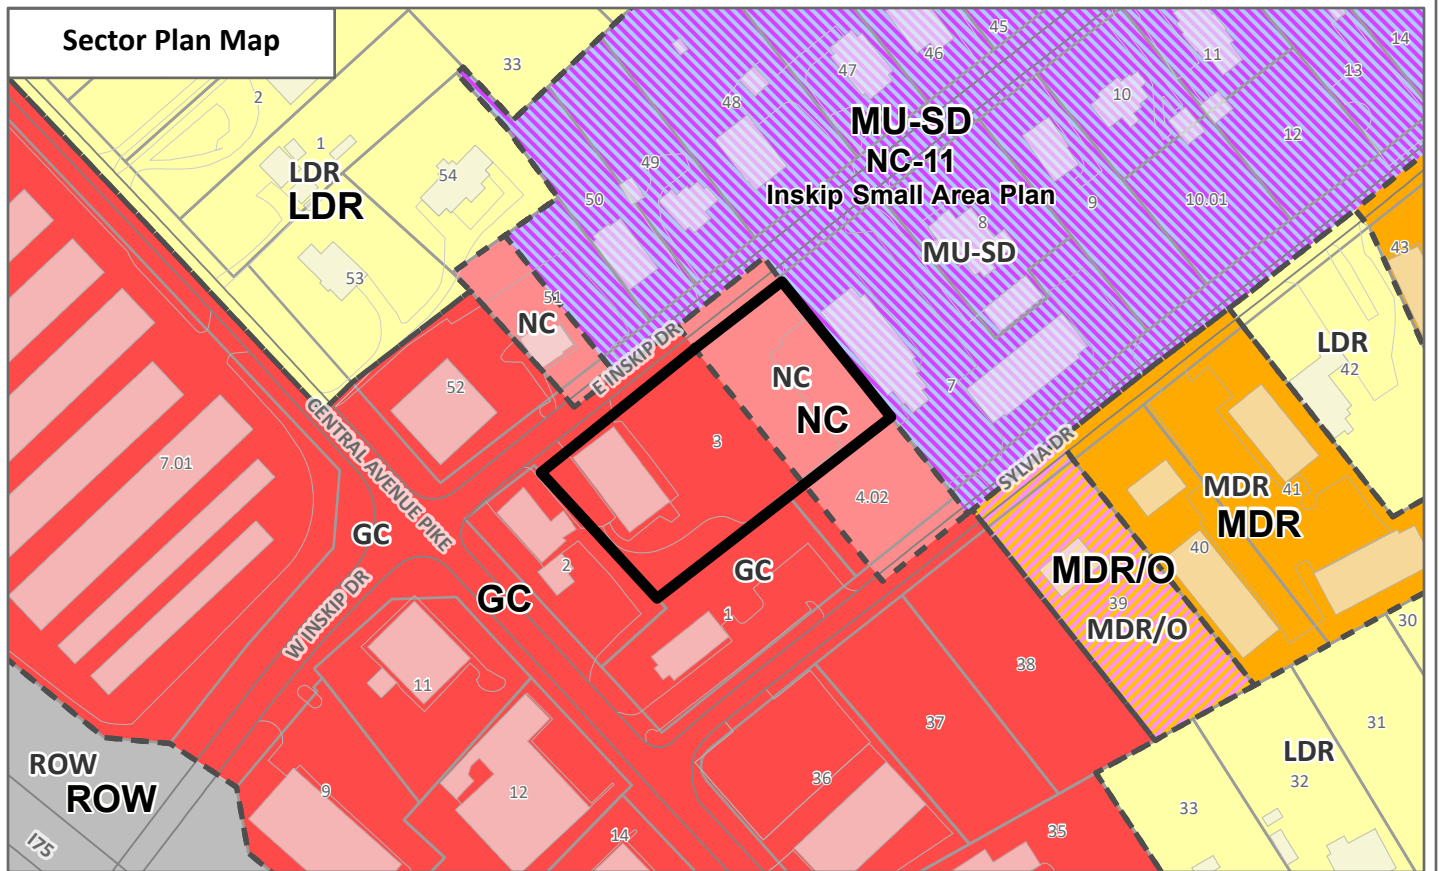 Sector Plan Map
33
45
46
47
48
49
50
11
14
13
10
12
2
1
LDR
LDR
54
53
MU-SD
NC-11
Inskip Small Area Plan
8
9
10.01
MU-SD
43
51
NC
E INSKIP DR
52
CENTRAL AVENUE PIKE
7.01
GC
3
NC
NC
7
LDR
42
SYLVIA DR
4.02
MDR
41
MDR
40
MDR/O
39
MDR/O
2
GC
GC
1
W INSKIP DR
11
38
30
37
31
LDR
32
33
36
35
ROW
ROW
I75
9
12
14